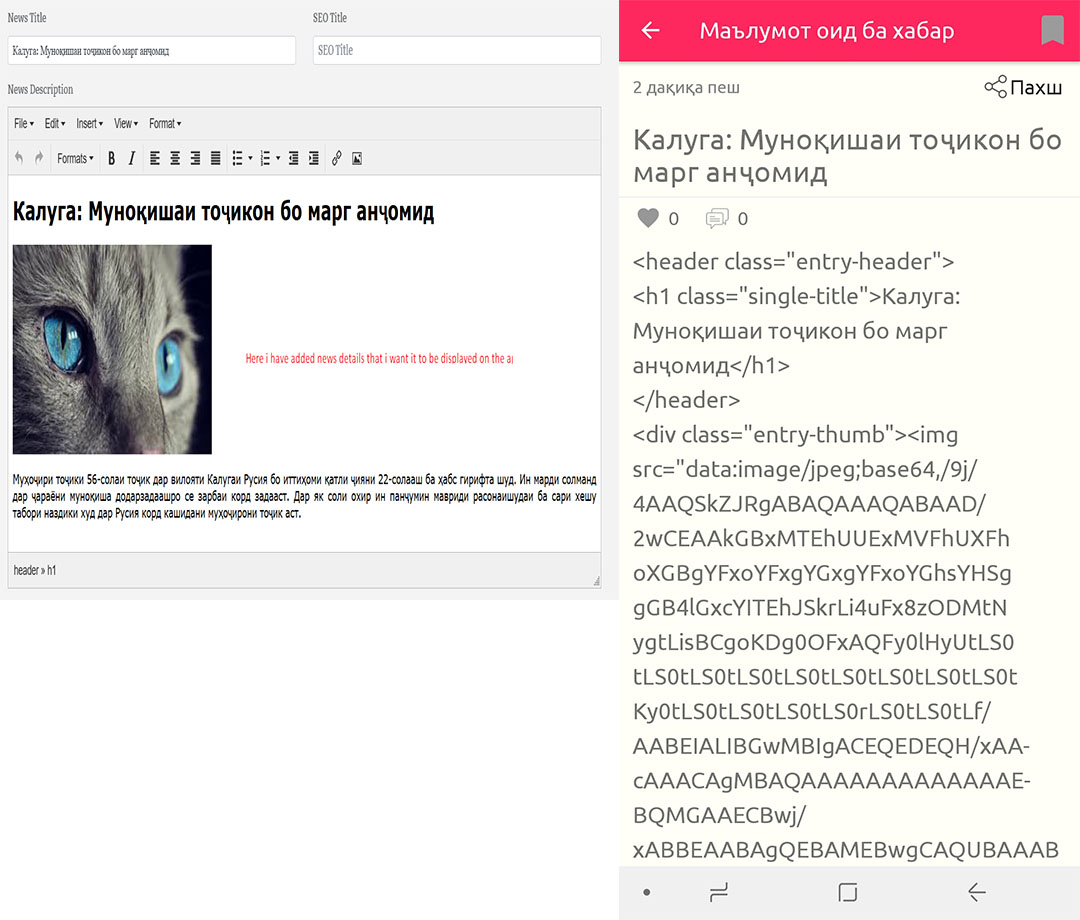 News Title
SEO Title
Калуга: Муноқишаи тоҷикон бо марг анҷомид
SEO Title
News Description
File Edit Insert View Format
Formats B I
Калуга: Муноқишаи тоҷикон бо марг анҷомид
Here i have added news details that i want it to be displayed on the
Муҳоҷири тоҷики 56-солаи тоҷик дар вилояти Калугаи Русия бо иттиҳоми қатли ҷияни 22-солааш ба ҳабс гирифта шуд. Ин марди солманд
дар ҷараёни муноқиша додарзадаашро се зарбаи корд задааст. Дар як соли охир ин панҷумин мавриди расонаишудаи ба сари хешу
табори наздики худ дар Русия корд кашидани муҳоҷирони тоҷик аст.
header » h1
Маълумот оид ба хабар
2 дақиқа пеш
Пахш
Калуга: Муноқишаи тоҷикон бо
марг анҷомид
0 0
<header class="entry-header">
<h1 class="single-title">Калуга:
Муноқишаи тоҷикон бо марг
анҷомид</h1>
</header>
<div class="entry-thumb"><img
src="data:image/jpeg;base64,/9j/
4AAQSkZJRgABAQAAAQABAAD/
2wCEAAkGBxMTEhUUExMVFhUXFh
oXGBgYFxoYFxgYGxgYFxoYGhsYHSg
gGB4lGxcYITEhJSkrLi4uFx8zODMtN
ygtLisBCgoKDg0OFxAQFy0lHyUtLS0
tLS0tLS0tLS0tLS0tLS0tLS0tLS0tLS0t
Ky0tLS0tLS0tLS0tLS0rLS0tLS0tLf/
AABEIALIBGwMBIgACEQEDEQH/xAA-
cAAACAgMBAQAAAAAAAAAAAAAE-
BQMGAAECBwj/
xABBEAABAgQEBAMEBwgCAQUBAAAB